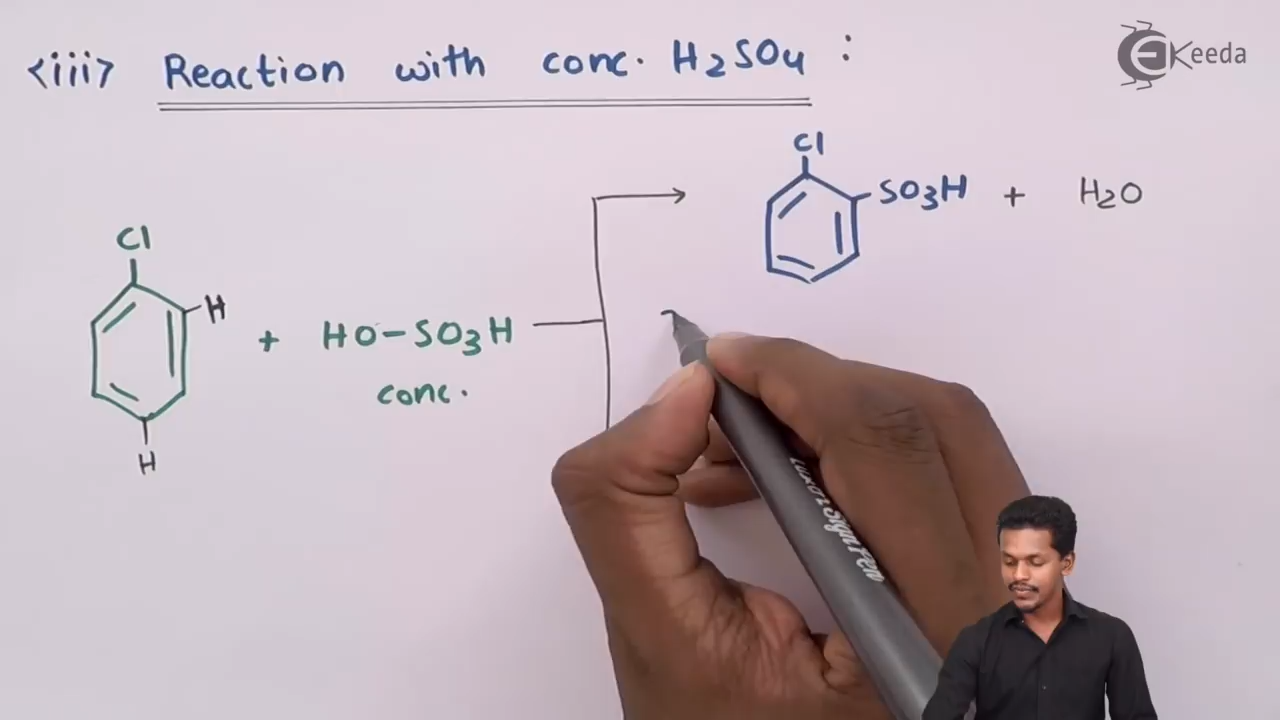 <iii> Reaction with conc. H2SO4 :
EKeeda
Cl
SO3H + H2O
Cl
H
+ HO-SO3H
conc.
H